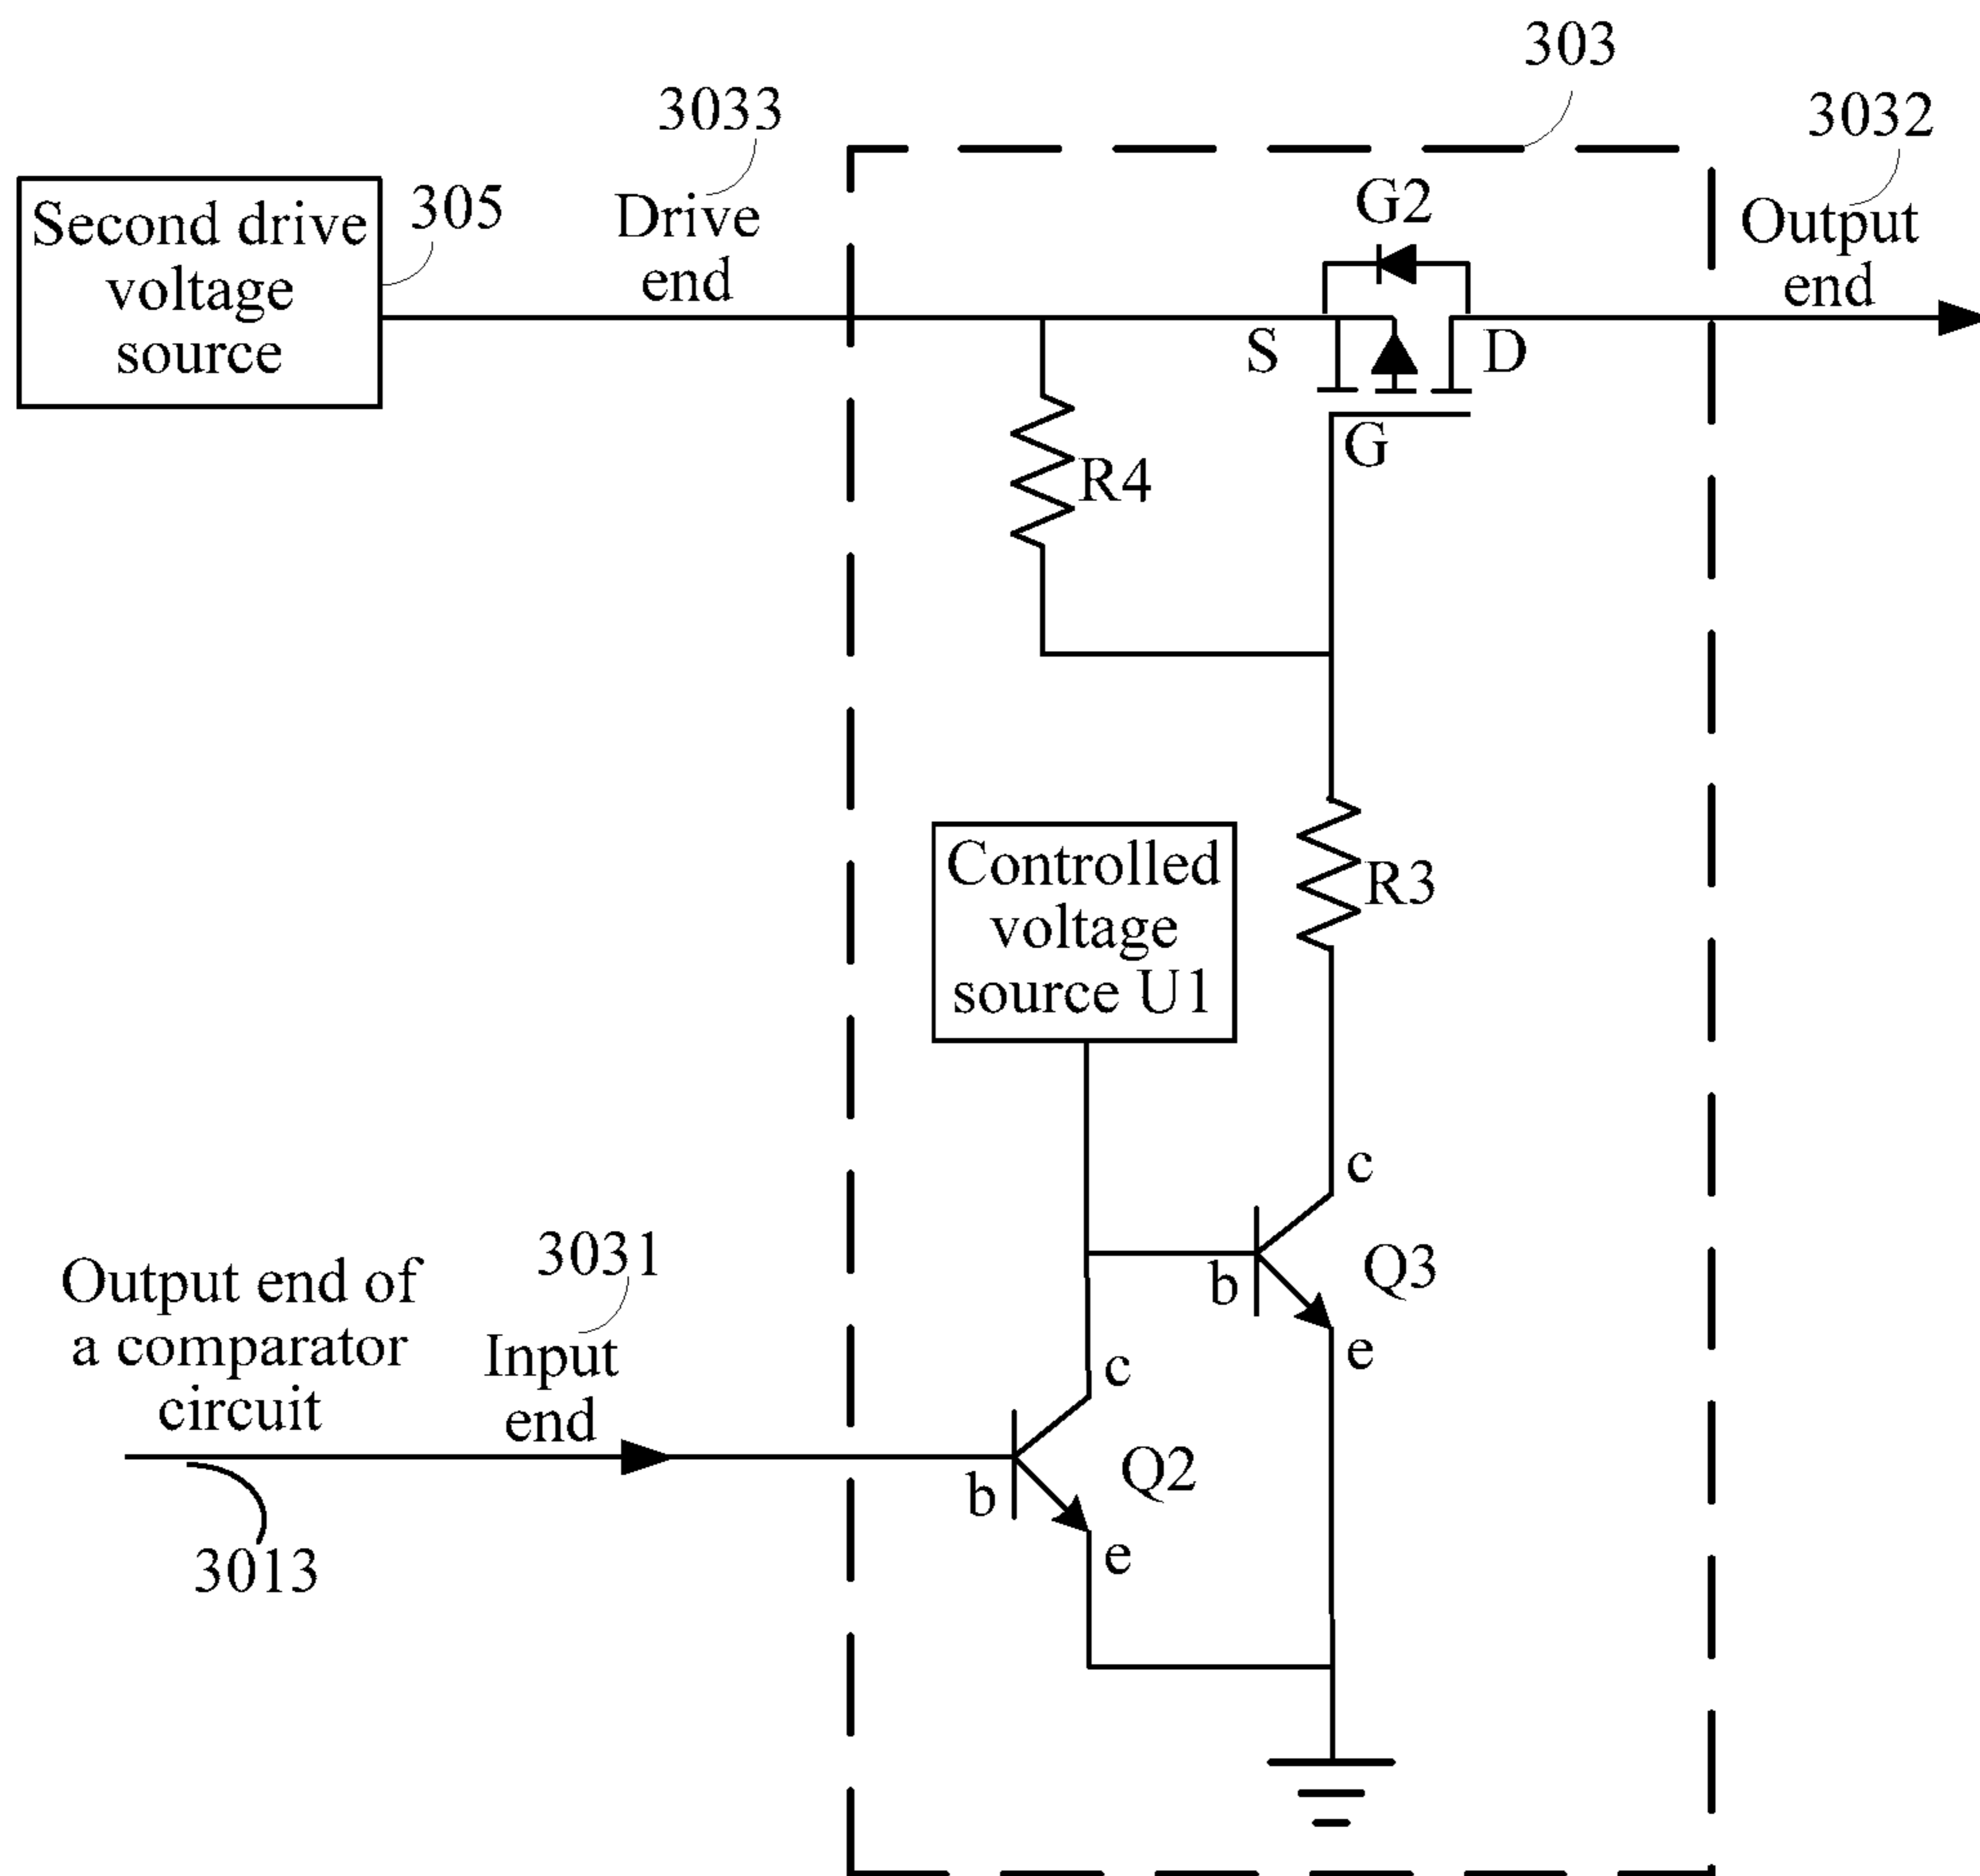 303
3033
3032
Second drive
voltage
source
305
Drive
end
G2
Output
end
S
D
G
R4
Controlled
voltage
source U1
R3
c
Q3
b
e
3031
Output end of
a comparator
circuit
Input
end
c
Q2
b
e
3013